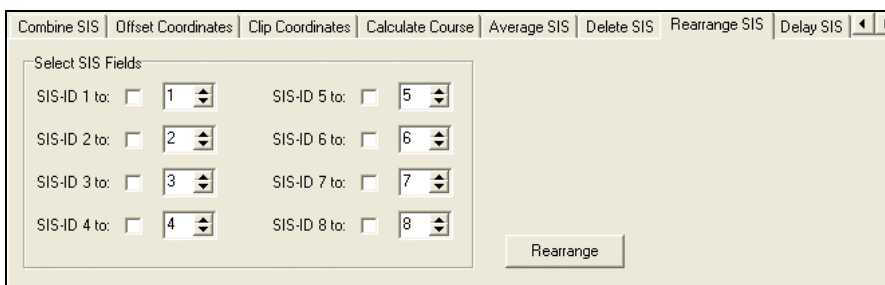 Combine SIS Offset Coordinates Clip Coordinates Calculate Course Average SIS Delete SIS Rearrange SIS Delay SIS
Select SIS Fields
SIS-ID 1 to: 1 SIS-ID 5 to: 5
SIS-ID 2 to: 2 SIS-ID 6 to: 6
SIS-ID 3 to: 3 SIS-ID 7 to: 7
SIS-ID 4 to: 4 SIS-ID 8 to: 8
Rearrange